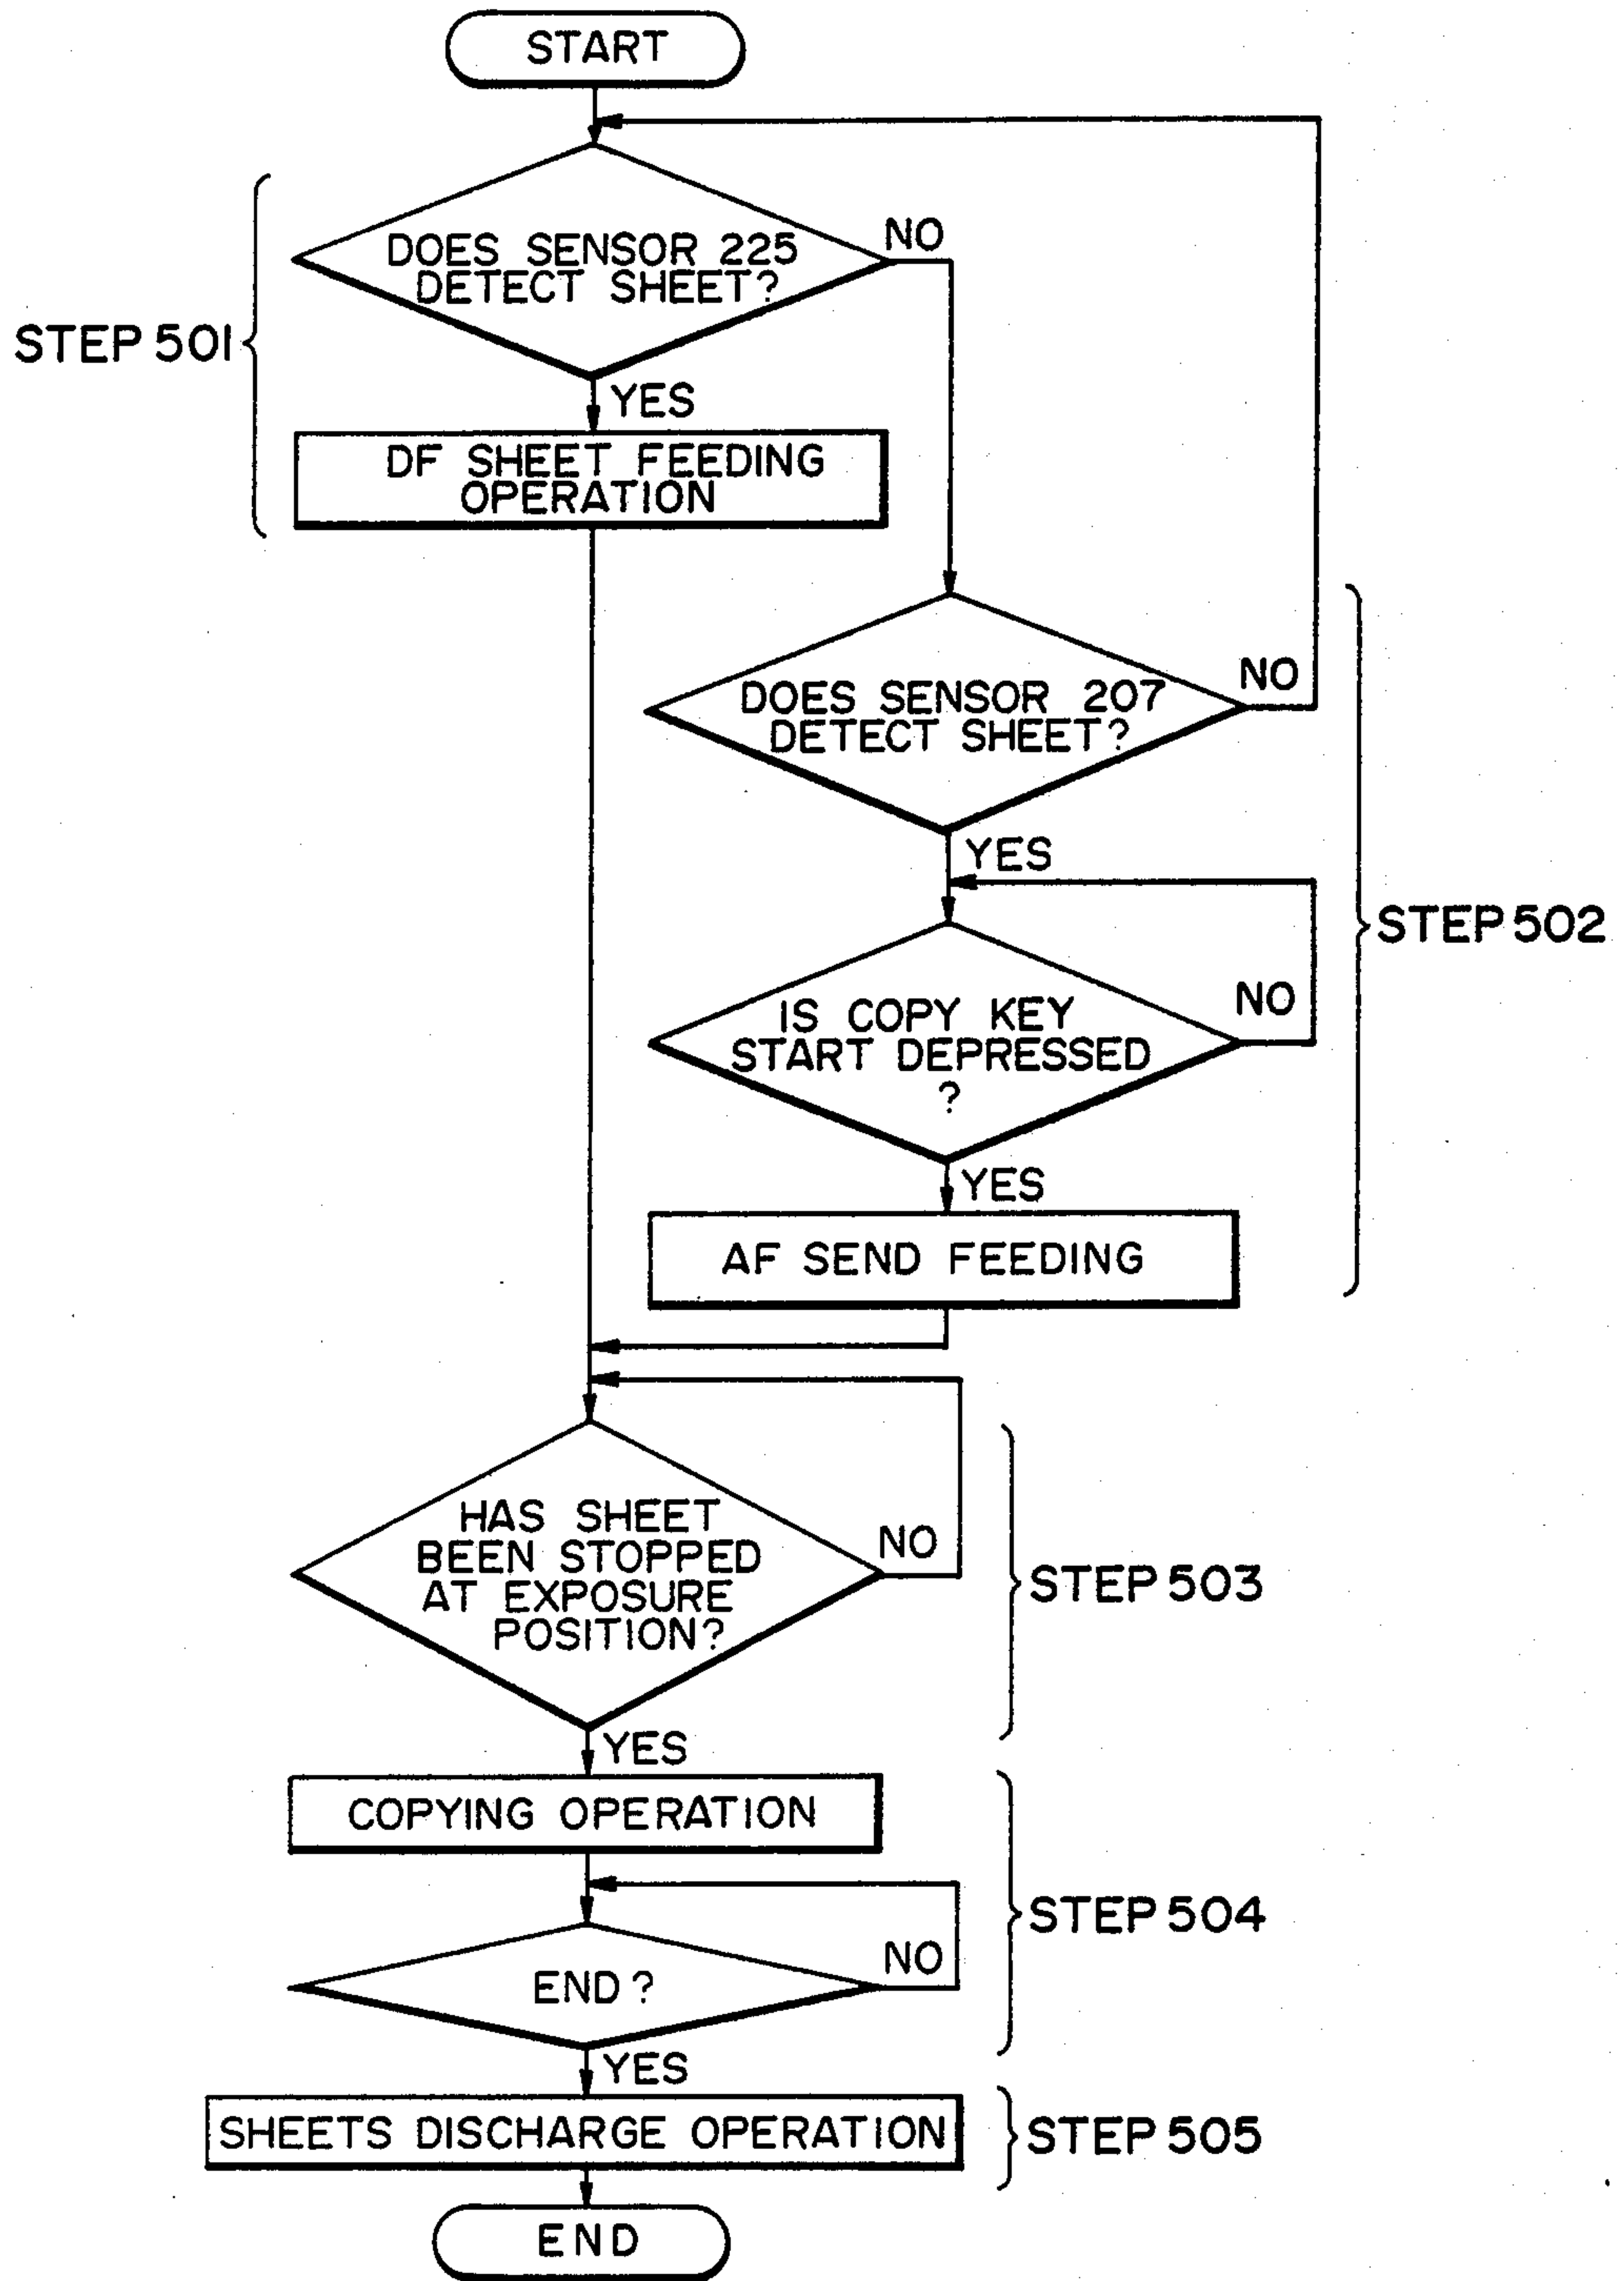 START
DOES SENSOR 225
DETECT SHEET?
NO
STEP 501
YES
DF SHEET FEEDING
OPERATION
DOES SENSOR 207
DETECT SHEET?
NO
YES
STEP 502
IS COPY KEY
START DEPRESSED
?
NO
YES
AF SEND FEEDING
HAS SHEET
BEEN STOPPED
AT EXPOSURE
POSITION?
NO
STEP 503
YES
COPYING OPERATION
STEP 504
END?
NO
YES
SHEETS DISCHARGE OPERATION
STEP 505
END